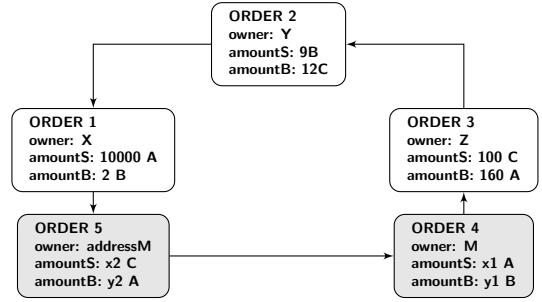 ORDER 2
owner: Y
amountS: 9B
amountB: 12C
ORDER 1
owner: X
amountS: 10000 A
amountB: 2 B
ORDER 3
owner: Z
amountS: 100 C
amountB: 160 A
ORDER 5
owner: addressM
amountS: x2 C
amountB: y2 A
ORDER 4
owner: M
amountS: x1 A
amountB: y1 B